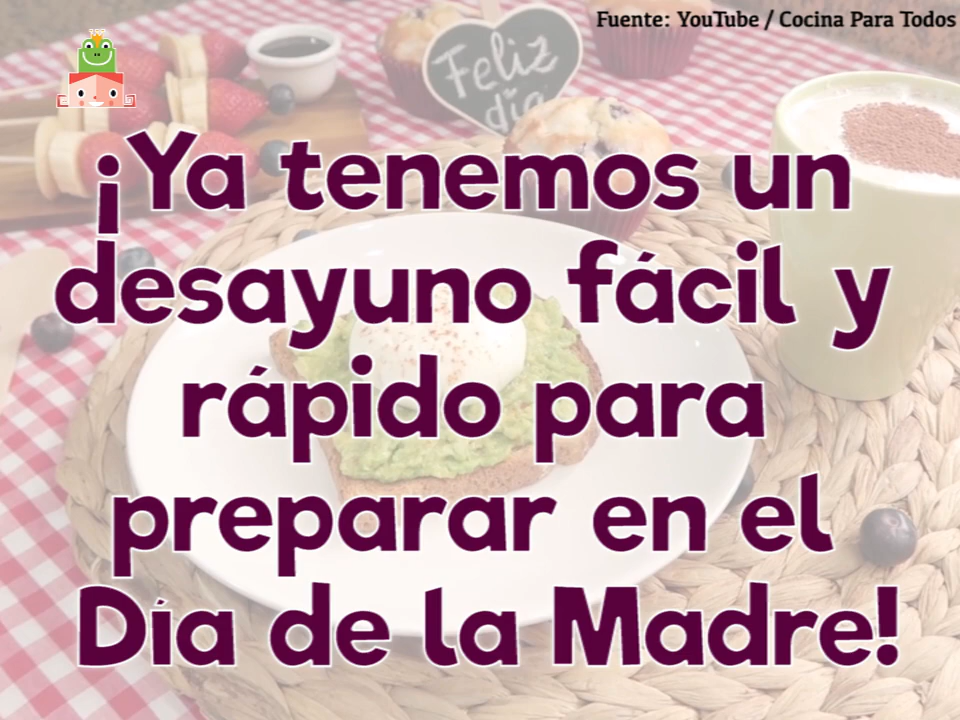 Fuente: YouTube / Cocina Para Todos
Feliz
día
¡Ya tenemos un
desayuno fácil y
rápido para
preparar en el
Día de la Madre!